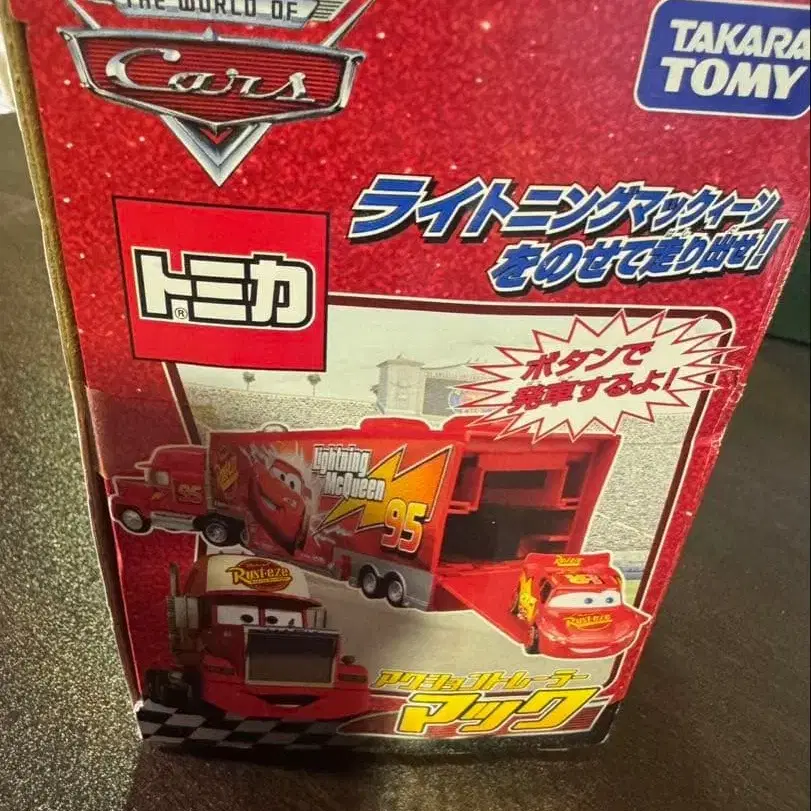 THE WORLD OF
Cars
TAKARA
TOMY
ライトニングマックィーン
をのせて走り出せ!
トミカ®
ボタンで
発車するよ!
Lightning
McQueen
95
95
Rust-eze
Rust-eze
アクショントレーラー
マック